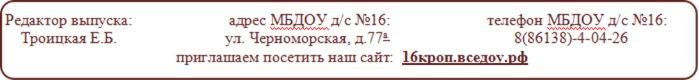 Редактор выпуска: адрес МБДОУ д/с №16: телефон МБДОУ д/с №16:
Троицкая Е.Б. ул. Черноморская, д.77ª 8(86138)-4-04-26
приглашаем посетить наш сайт: 16кроп.вседоу.рф